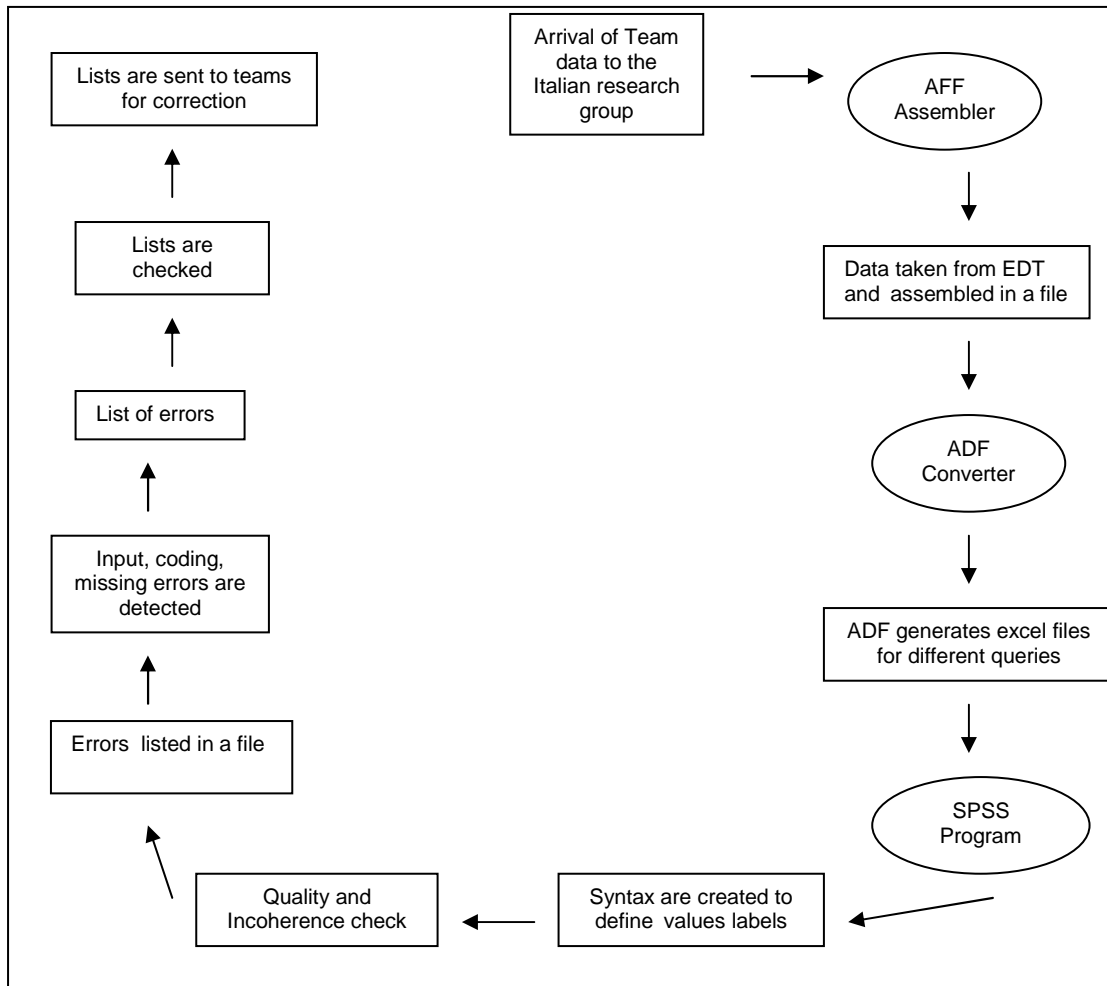 Arrival of Team
data to the
Italian research
group
AFF
Assembler
Data taken from EDT
and assembled in a file
ADF
Converter
ADF generates excel files
for different queries
SPSS
Program
Syntax are created to
define values labels
Quality and
Incoherence check
Errors listed in a file
Input, coding,
missing errors are
detected
List of errors
Lists are
checked
Lists are sent to teams
for correction